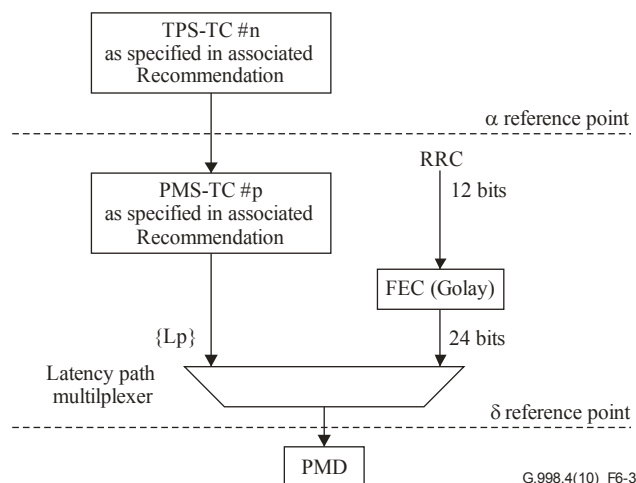 TPS-TC #n
as specified in associated
Recommendation
α reference point
PMS-TC #p
as specified in associated
Recommendation
RRC
12 bits
FEC (Golay)
{Lp}
24 bits
Latency path
multilplexer
δ reference point
PMD
G.998.4(10)_F6-3